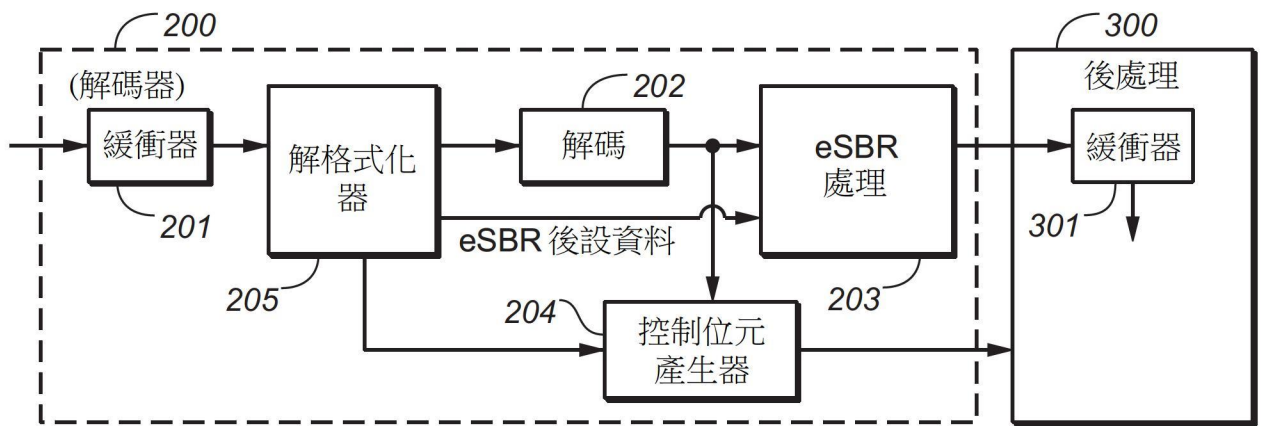 200
300
(解碼器)
後處理
202
緩衝器
解格式化
器
解碼
eSBR
處理
緩衝器
201
301
eSBR 後設資料
205
204
203
控制位元
產生器